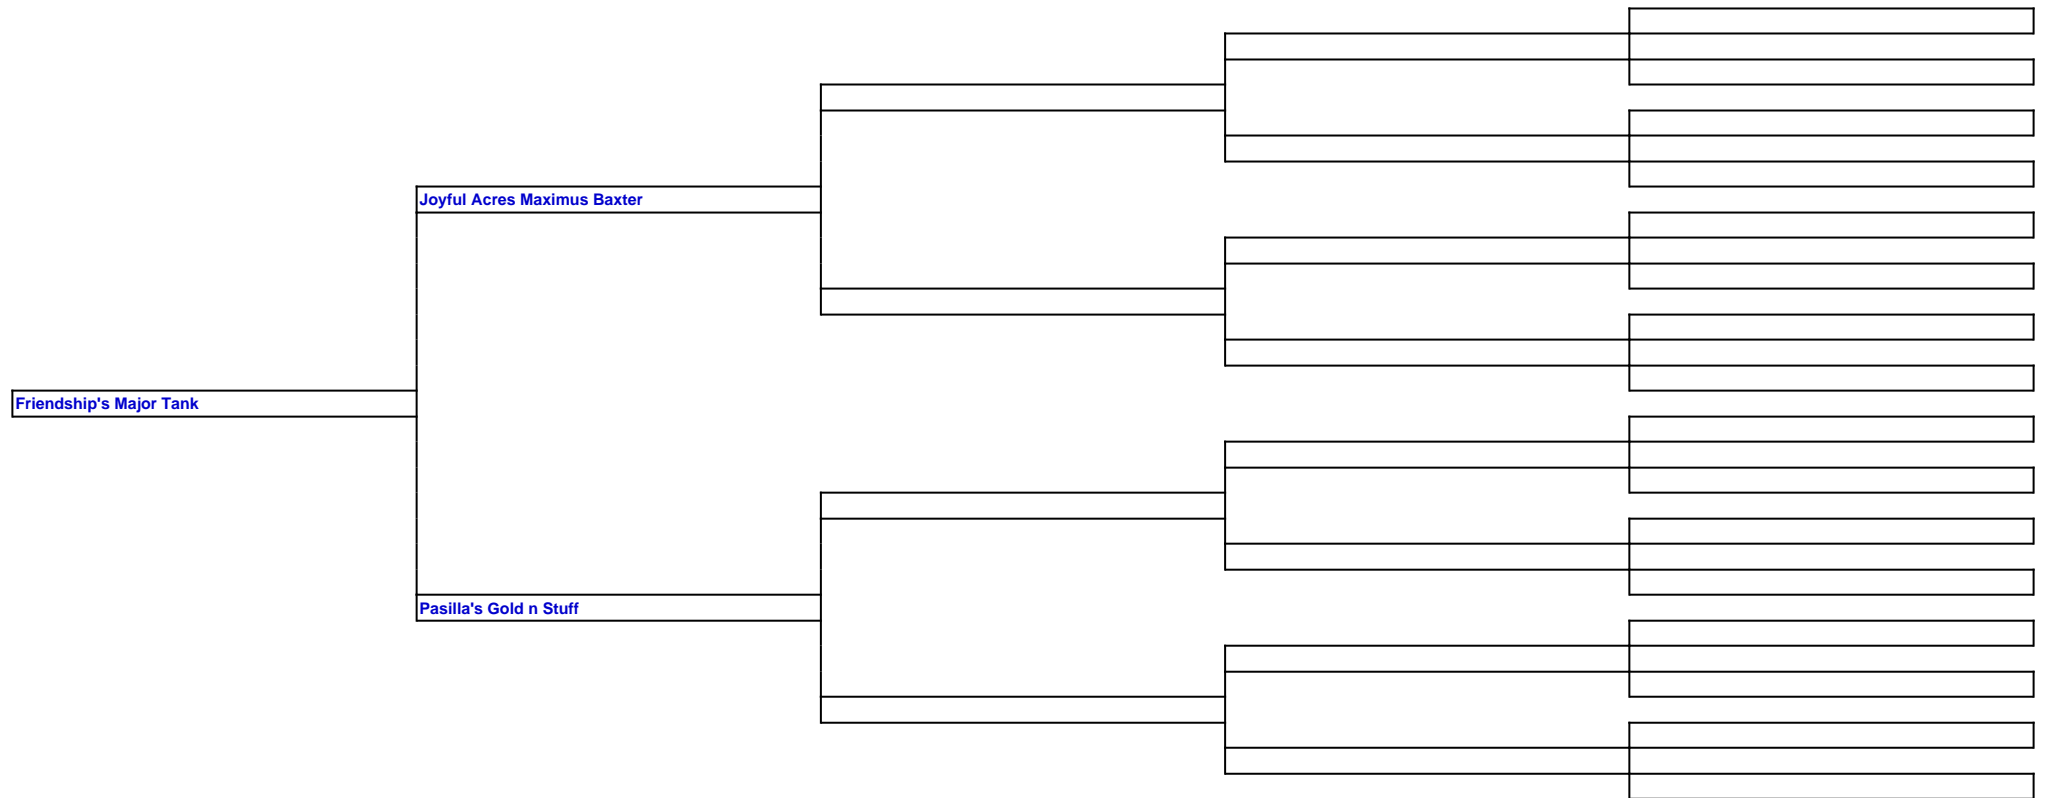 Joyful Acres Maximus Baxter
Friendship's Major Tank
Pasilla's Gold n Stuff